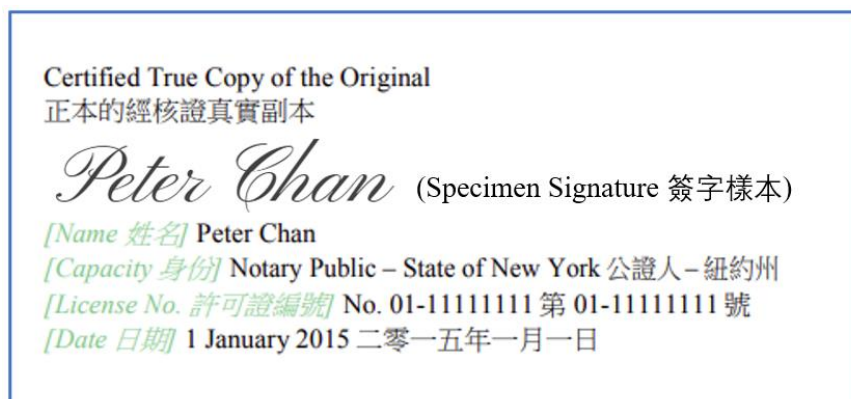 Certified True Copy of the Original
正本的經核證真實副本
Peter Chan (Specimen Signature 簽字樣本)
[Name 姓名] Peter Chan
[Capacity 身份] Notary Public – State of New York 公證人 – 紐約州
[License No. 許可證編號] No. 01-11111111 第 01-11111111 號
[Date 日期] 1 January 2015 二零一五年一月一日